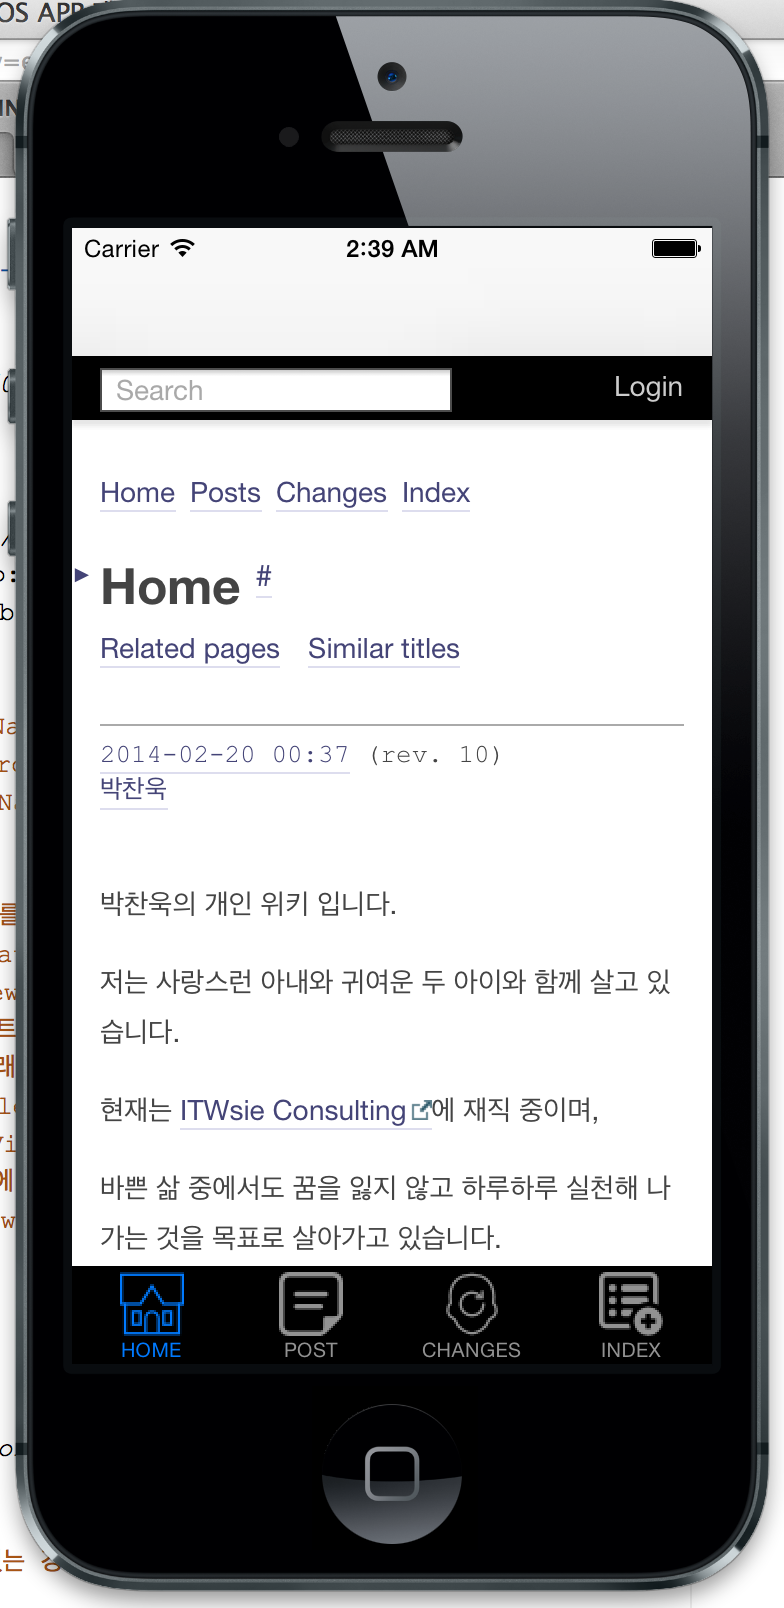 OS APP
Carrier 2:39 AM
Search Login
Home Posts Changes Index
▶ Home #
Related pages Similar titles
2014-02-20 00:37 (rev. 10)
박찬욱
박찬욱의 개인 위키 입니다.
저는 사랑스런 아내와 귀여운 두 아이와 함께 살고 있
습니다.
현재는 ITWsie Consulting에 재직 중이며,
바쁜 삶 중에서도 꿈을 잃지 않고 하루하루 실천해 나
가는 것을 목표로 살아가고 있습니다.
HOME POST CHANGES INDEX